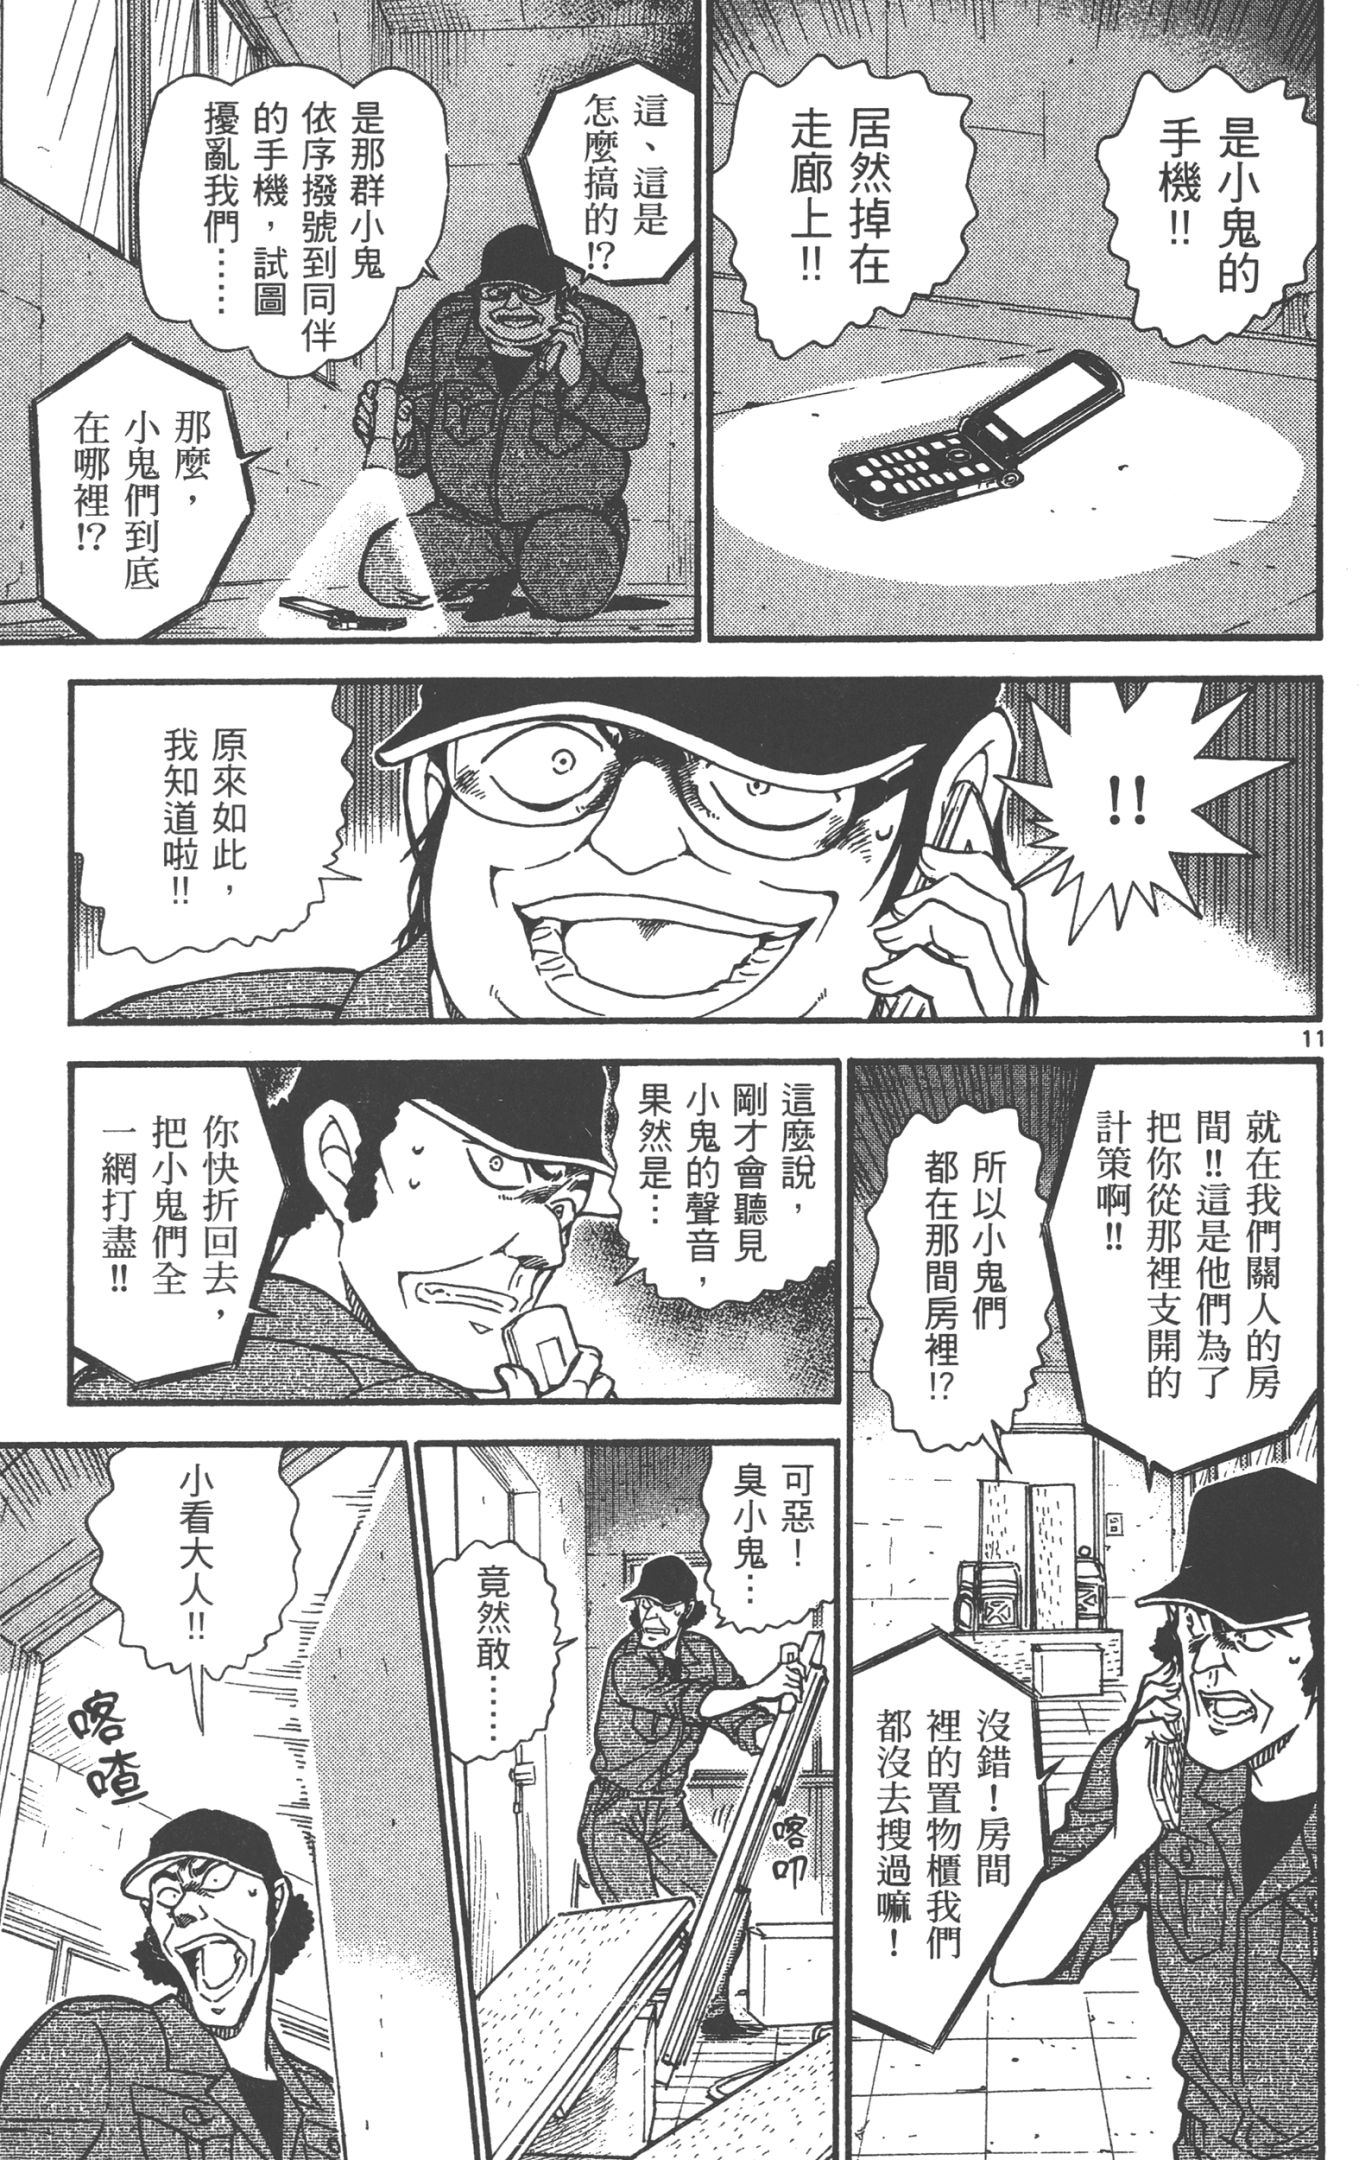 是小鬼的
手機!!
居然掉在
走廊上!!
這、這是
怎麼搞的!?
是那群小鬼
依序撥號到同伴
的手機，試圖
擾亂我們……
那麼，
小鬼們到底
在哪裡!?
!!
原來如此，
我知道啦!!
11
就在我們關人的房
間!!這是他們為了
把你從那裡支開的
計策啊!!
所以小鬼們
都在那間房裡!?
沒錯！房間
裡的置物櫃我們
都沒去搜過嘛！
這麼說，
剛才會聽見
小鬼的聲音，
果然是…
你快折回去，
把小鬼們全
一網打盡!!
可惡！
臭小鬼…
竟然敢……
喀叩
小看大人!!
喀喳